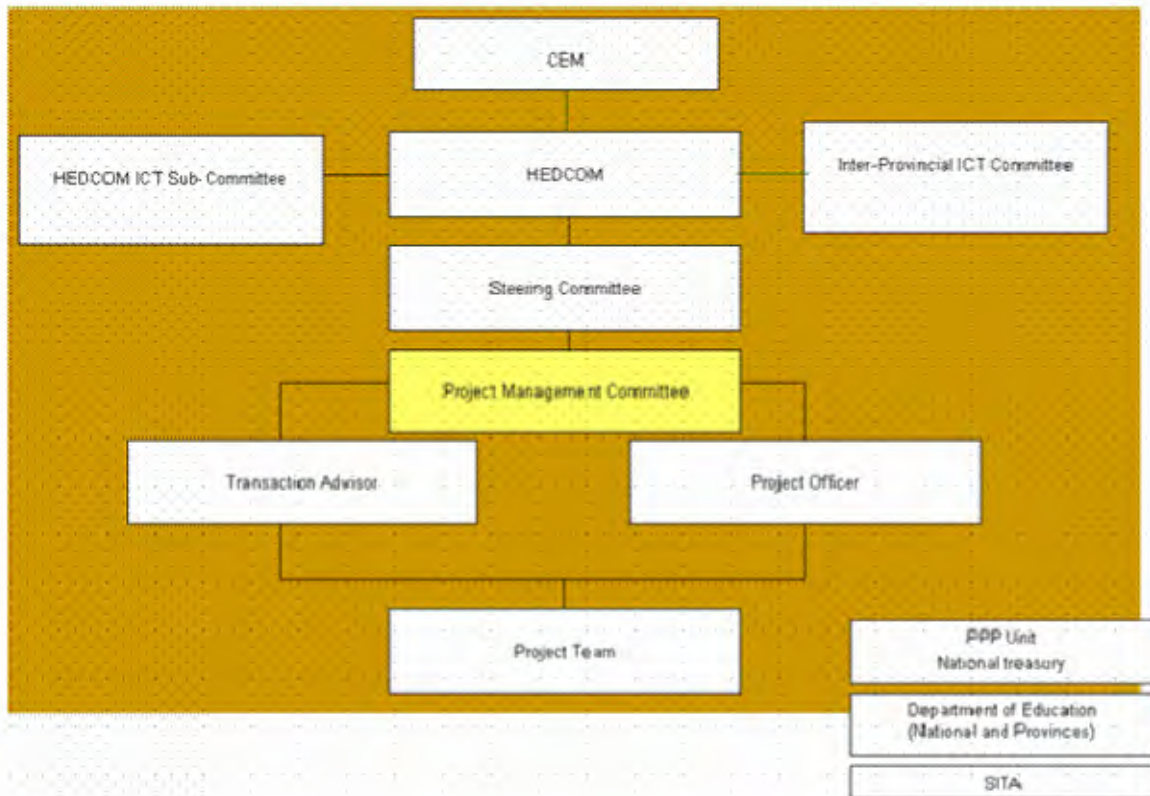 CEM
HEDCOM ICT Sub- Committee
HEDCOM
Inter-Provincial ICT Committee
Steering Committee
Project Management Committee
Transaction Advisor
Project Officer
Project Team
PPP Unit
National treasury
Department of Education
(National and Provinces)
SITA